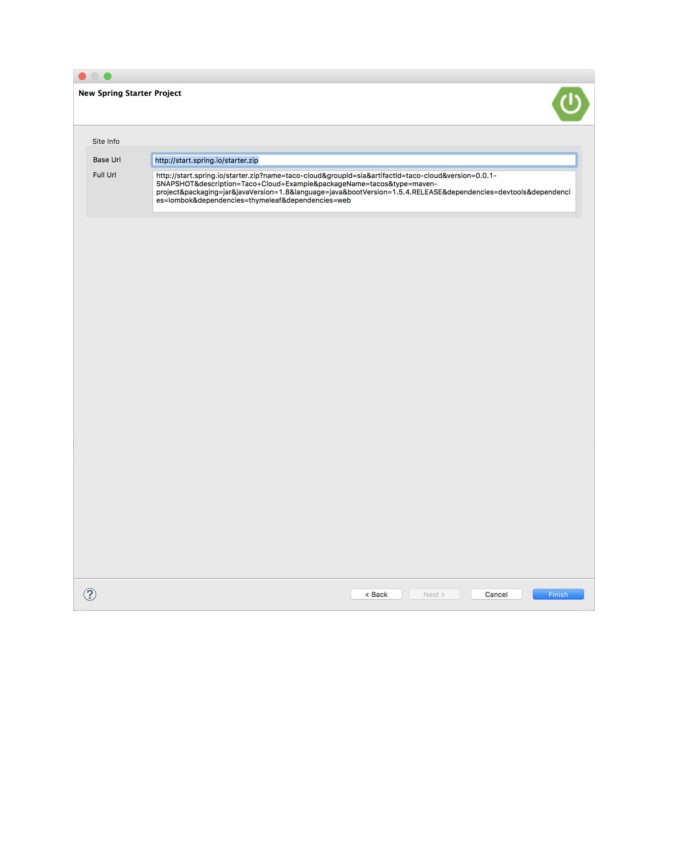 New Spring Starter Project
Site Info
Base Url http://start.spring.io/starter.zip
Full Url http://start.spring.io/starter.zip?name=taco-cloud&groupId=sia&artifactId=taco-cloud&version=0.0.1-
SNAPSHOT&description=Taco+Cloud+Example&packageName=tacos&type=maven-
project&packaging=jar&javaVersion=1.8&language=java&bootVersion=1.5.4.RELEASE&dependencies=devtools&dependenci
es=lombok&dependencies=thymeleaf&dependencies=web
? < Back Next > Cancel Finish